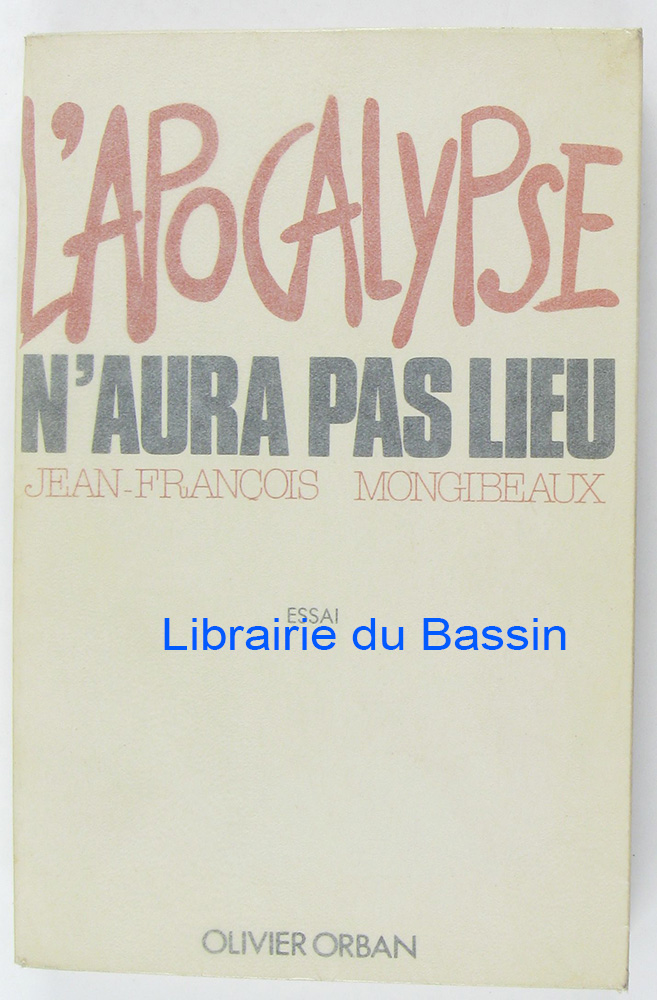 L'APOCALYPSE
N'AURA PAS LIEU
JEAN-FRANÇOIS MONGIBEAUX
ESSAI
Librairie du Bassin
OLIVIER ORBAN